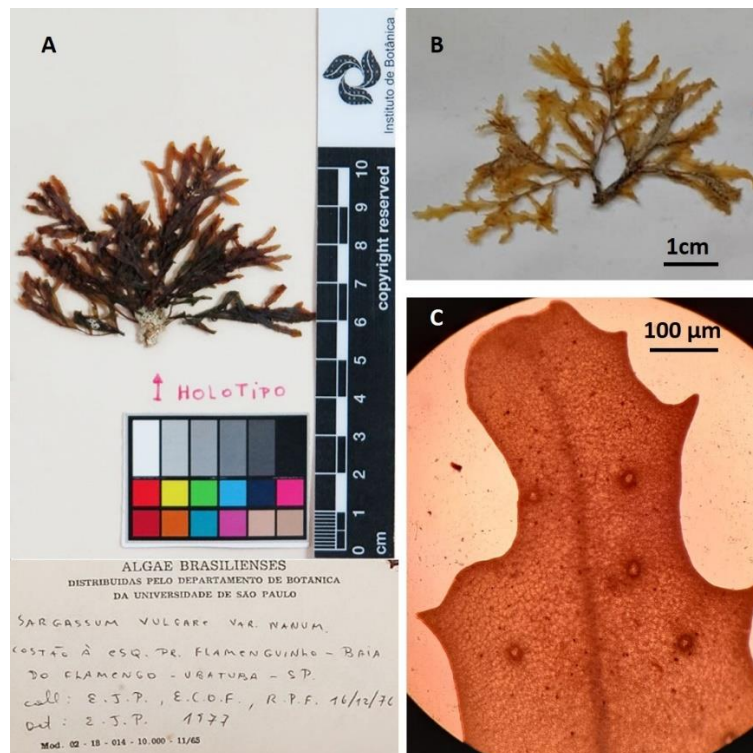 A
Instituto de Botânica
copyright reserved
10
9
8
7
6
5
4
3
2
1
0
cm
HOLOTIPO
ALGAE BRASILIENSES
DISTRIBUIDAS PELO DEPARTAMENTO DE BOTANICA
DA UNIVERSIDADE DE SÃO PAULO
SARGASSUM VULGARE VAR. NANUM
COSTÃO À ESQ. PR. FLAMENGUINHO - BAIA
DO FLAMENGO - UBATUBA - SP.
coll: E.J.P., E.C.O.F., R.P.F. 16/12/76
det: E.J.P. 1977
Mod. 02 - 18 - 014 - 10.000 - 11/65
B
1cm
C
100 µm